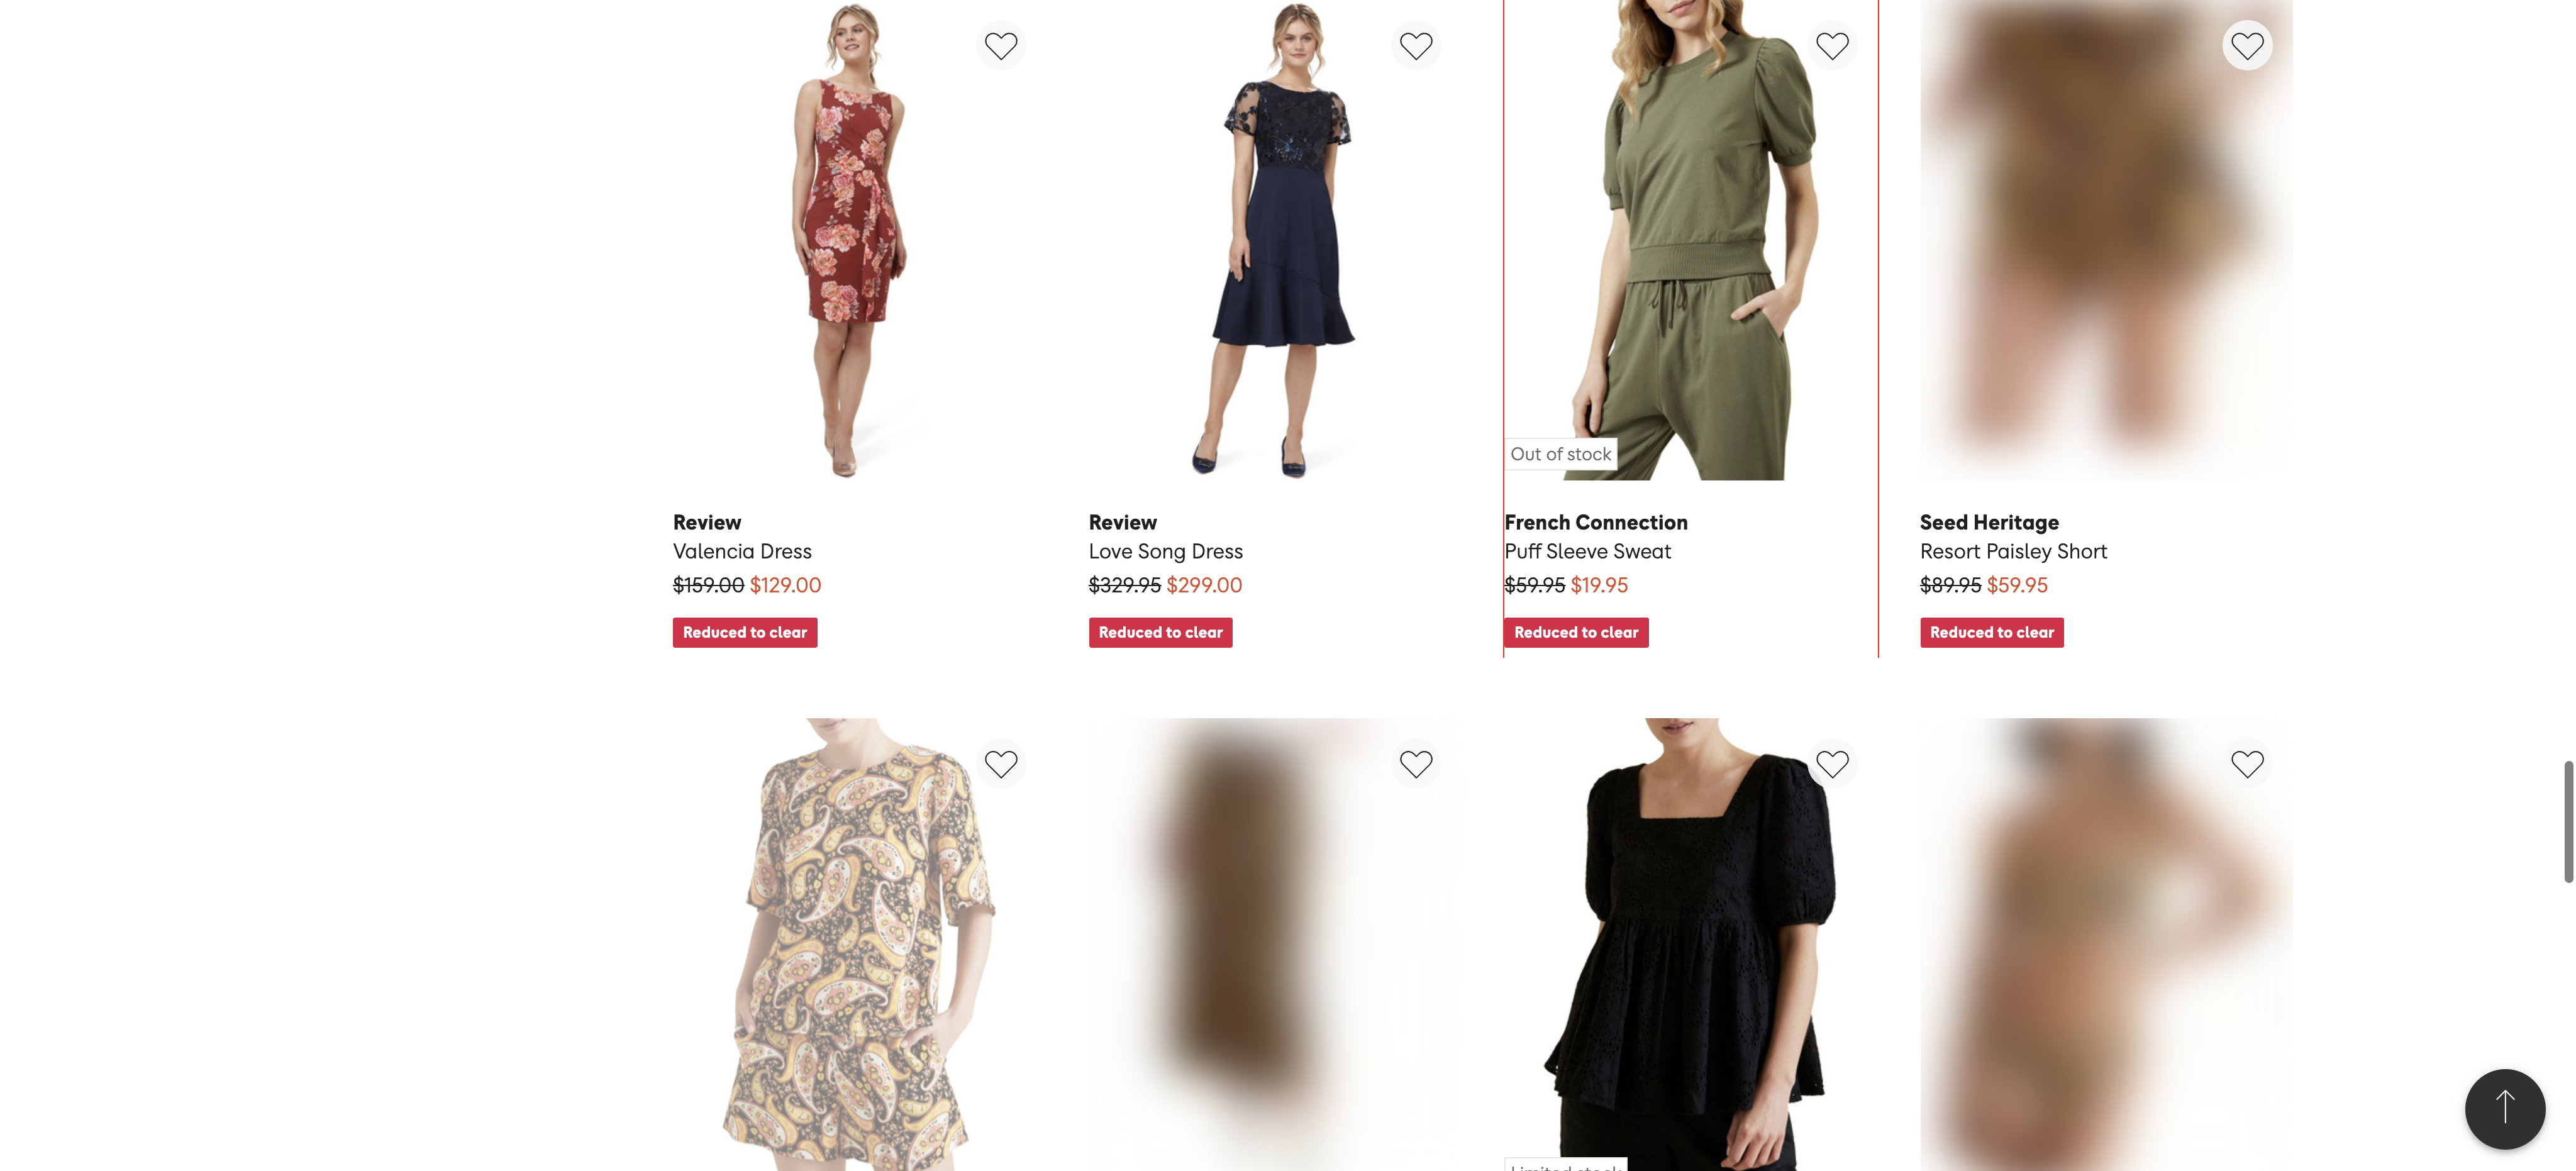 Out of stock
Review
Valencia Dress
$159.00 $129.00
Reduced to clear
Review
Love Song Dress
$329.95 $299.00
Reduced to clear
French Connection
Puff Sleeve Sweat
$59.95 $19.95
Reduced to clear
Seed Heritage
Resort Paisley Short
$89.95 $59.95
Reduced to clear
Limited stock